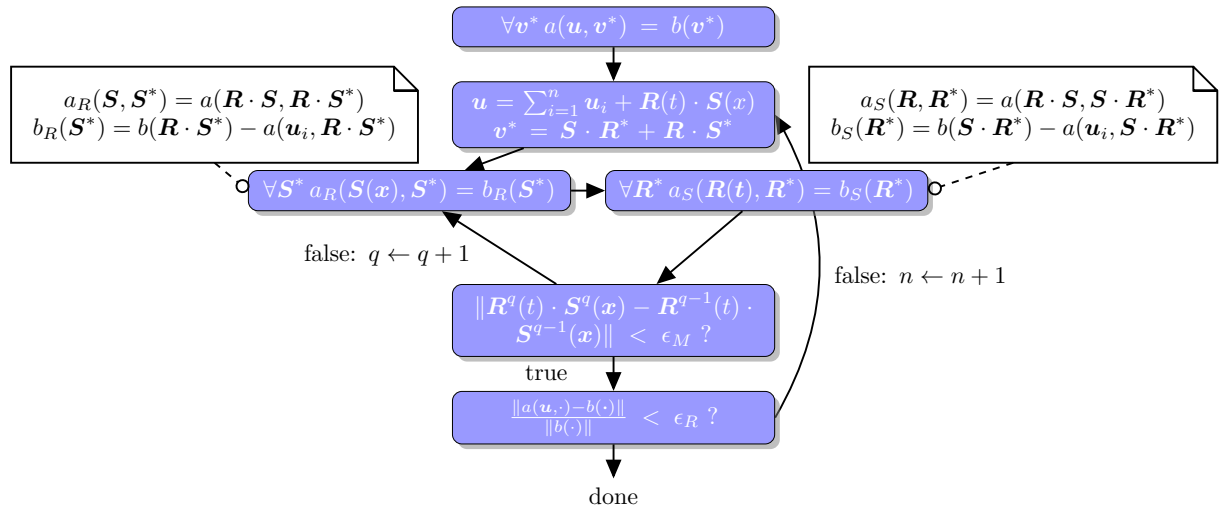 ∀𝒗* a(𝒖, 𝒗*) = b(𝒗*)
a_R(𝑺, 𝑺*) = a(𝑹 · 𝑺, 𝑹 · 𝑺*)
b_R(𝑺*) = b(𝑹 · 𝑺*) − a(𝒖_i, 𝑹 · 𝑺*)
𝒖 = ∑_{i=1}^{n} 𝒖_i + 𝑹(t) · 𝑺(x)
𝒗* = 𝑺 · 𝑹* + 𝑹 · 𝑺*
a_S(𝑹, 𝑹*) = a(𝑹 · 𝑺, 𝑺 · 𝑹*)
b_S(𝑹*) = b(𝑺 · 𝑹*) − a(𝒖_i, 𝑺 · 𝑹*)
∀𝑺* a_R(𝑺(𝒙), 𝑺*) = b_R(𝑺*)
∀𝑹* a_S(𝑹(𝒕), 𝑹*) = b_S(𝑹*)
false: q ← q + 1
false: n ← n + 1
‖𝑹^q(t) · 𝑺^q(𝒙) − 𝑹^{q−1}(t) ·
𝑺^{q−1}(𝒙)‖ < ϵ_M ?
true
‖a(𝒖,·)−b(·)‖ / ‖b(·)‖ < ϵ_R ?
done